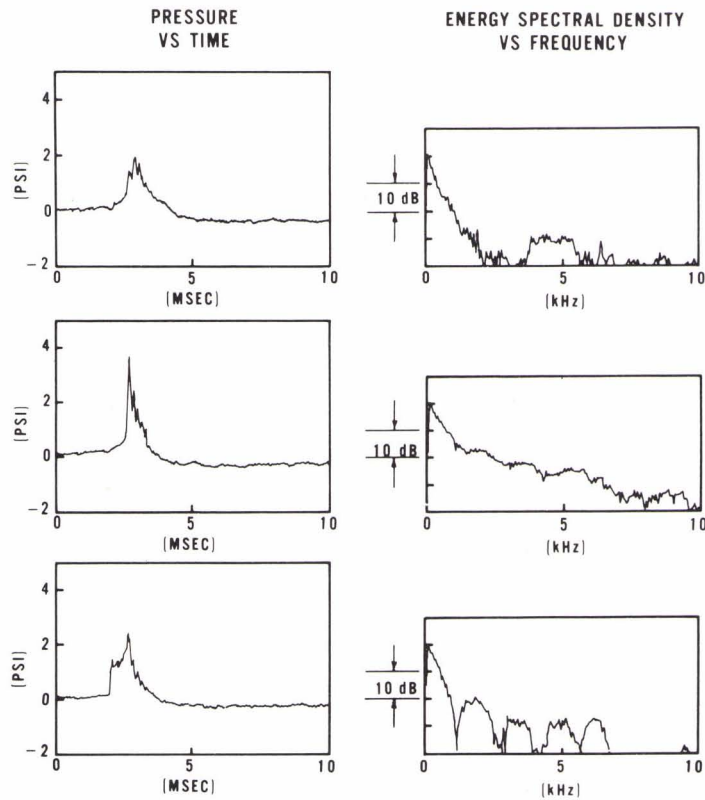 PRESSURE
VS TIME
ENERGY SPECTRAL DENSITY
VS FREQUENCY
4
2
0
−2
[PSI]
0 5 10
[MSEC]
10 dB
0 5 10
[kHz]
4
2
0
−2
[PSI]
0 5 10
[MSEC]
10 dB
0 5 10
[kHz]
4
2
0
−2
[PSI]
0 5 10
[MSEC]
10 dB
0 5 10
[kHz]